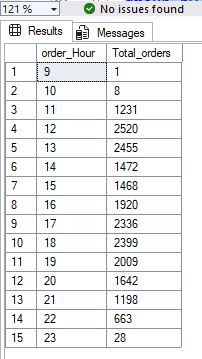 121 % No issues found
Results Messages
order_Hour Total_orders
1 9 1
2 10 8
3 11 1231
4 12 2520
5 13 2455
6 14 1472
7 15 1468
8 16 1920
9 17 2336
10 18 2399
11 19 2009
12 20 1642
13 21 1198
14 22 663
15 23 28